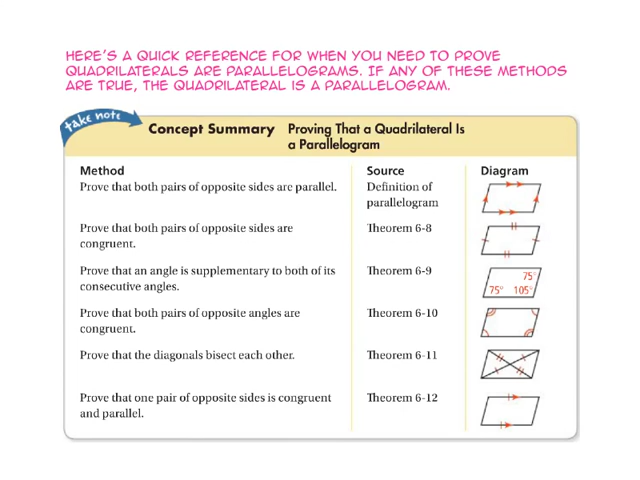 HERE'S A QUICK REFERENCE FOR WHEN YOU NEED TO PROVE
QUADRILATERALS ARE PARALLELOGRAMS. IF ANY OF THESE METHODS
ARE TRUE, THE QUADRILATERAL IS A PARALLELOGRAM.
take note
Concept Summary Proving That a Quadrilateral Is
a Parallelogram
Method Source Diagram
Prove that both pairs of opposite sides are parallel. Definition of
parallelogram
Prove that both pairs of opposite sides are Theorem 6-8
congruent.
Prove that an angle is supplementary to both of its Theorem 6-9
consecutive angles.
75°
75° 105°
Prove that both pairs of opposite angles are Theorem 6-10
congruent.
Prove that the diagonals bisect each other. Theorem 6-11
Prove that one pair of opposite sides is congruent Theorem 6-12
and parallel.